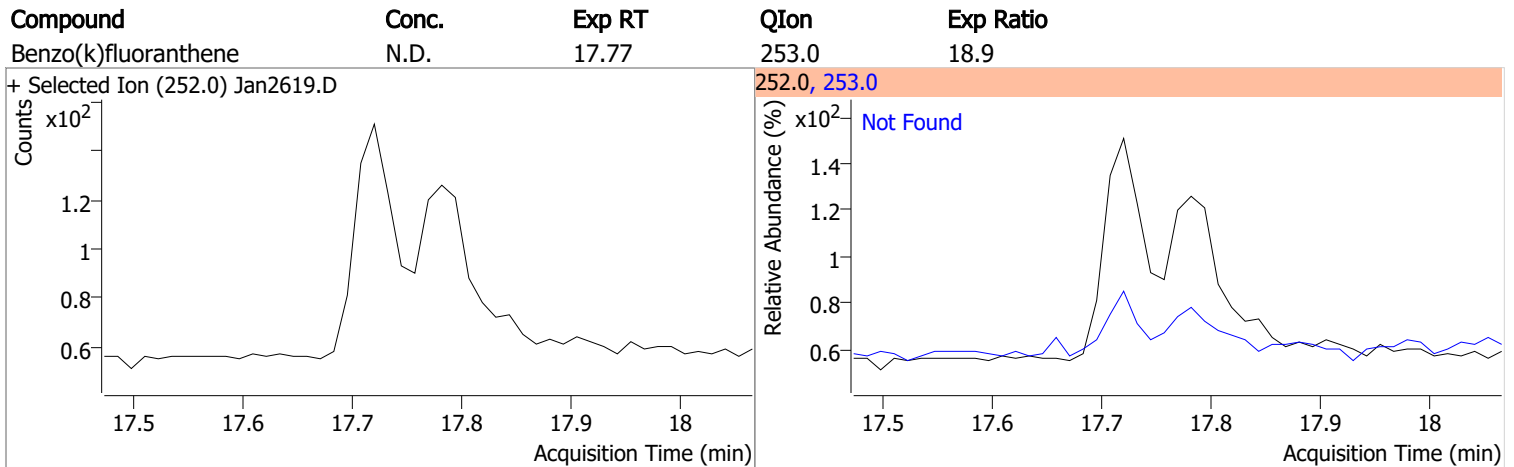 Compound Conc. Exp RT QIon Exp Ratio
Benzo(k)fluoranthene N.D. 17.77 253.0 18.9
+ Selected Ion (252.0) Jan2619.D
Counts
x10²
1.2
1
0.8
0.6
17.5 17.6 17.7 17.8 17.9 18
Acquisition Time (min)
252.0, 253.0
Relative Abundance (%)
x10²
Not Found
1.4
1.2
1
0.8
0.6
17.5 17.6 17.7 17.8 17.9 18
Acquisition Time (min)